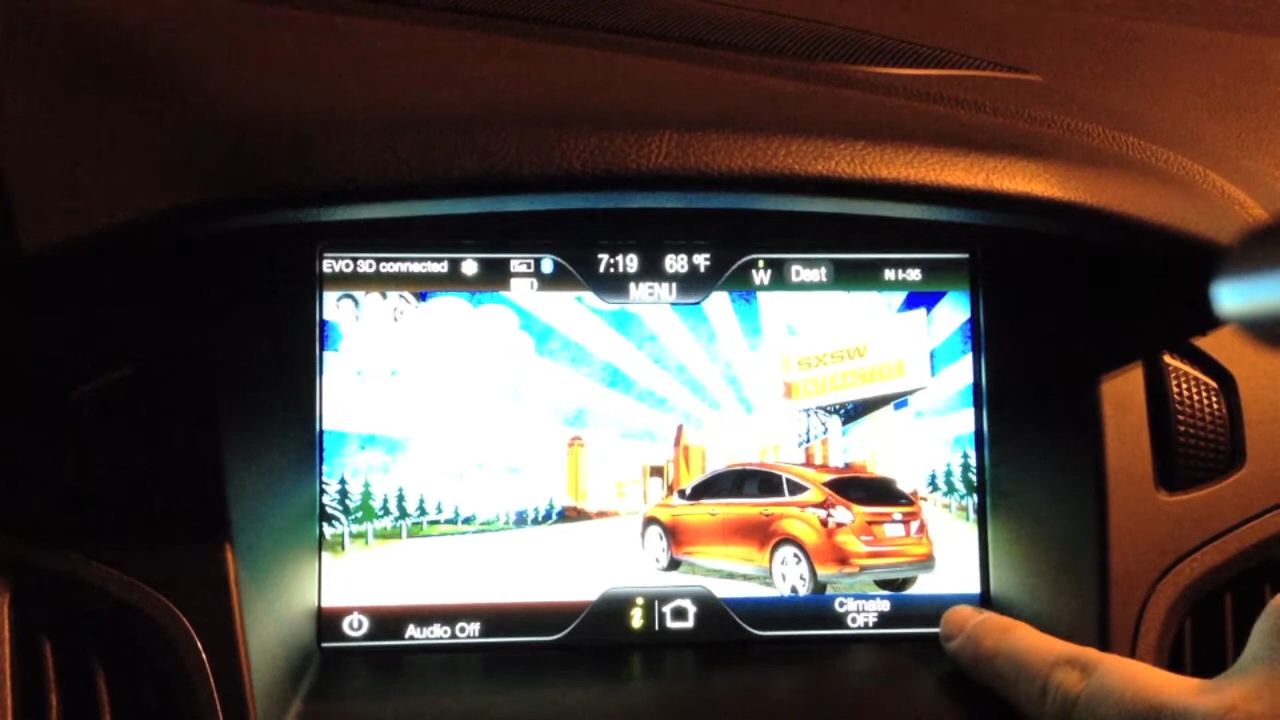 EVO 3D connected
7:19 68 °F
MENU
W Dest N I-35
SXSW
Audio Off
i
Climate
OFF